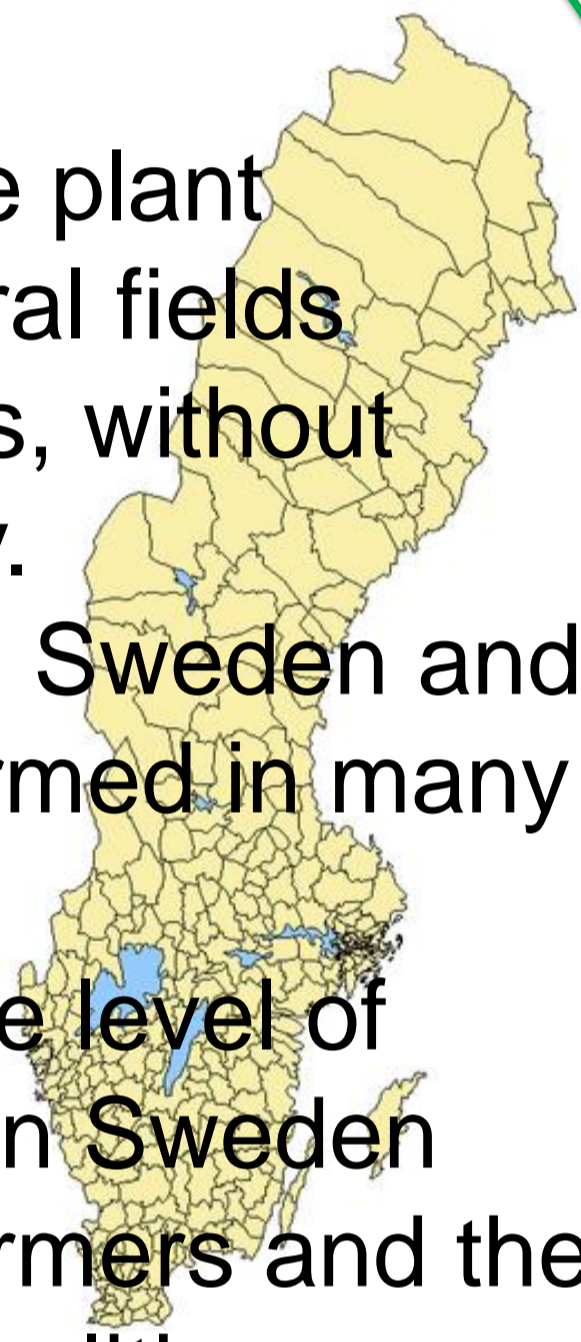 e plant
ral fields
s, without
y.
Sweden and
rmed in many
e level of
n Sweden
rmers and the